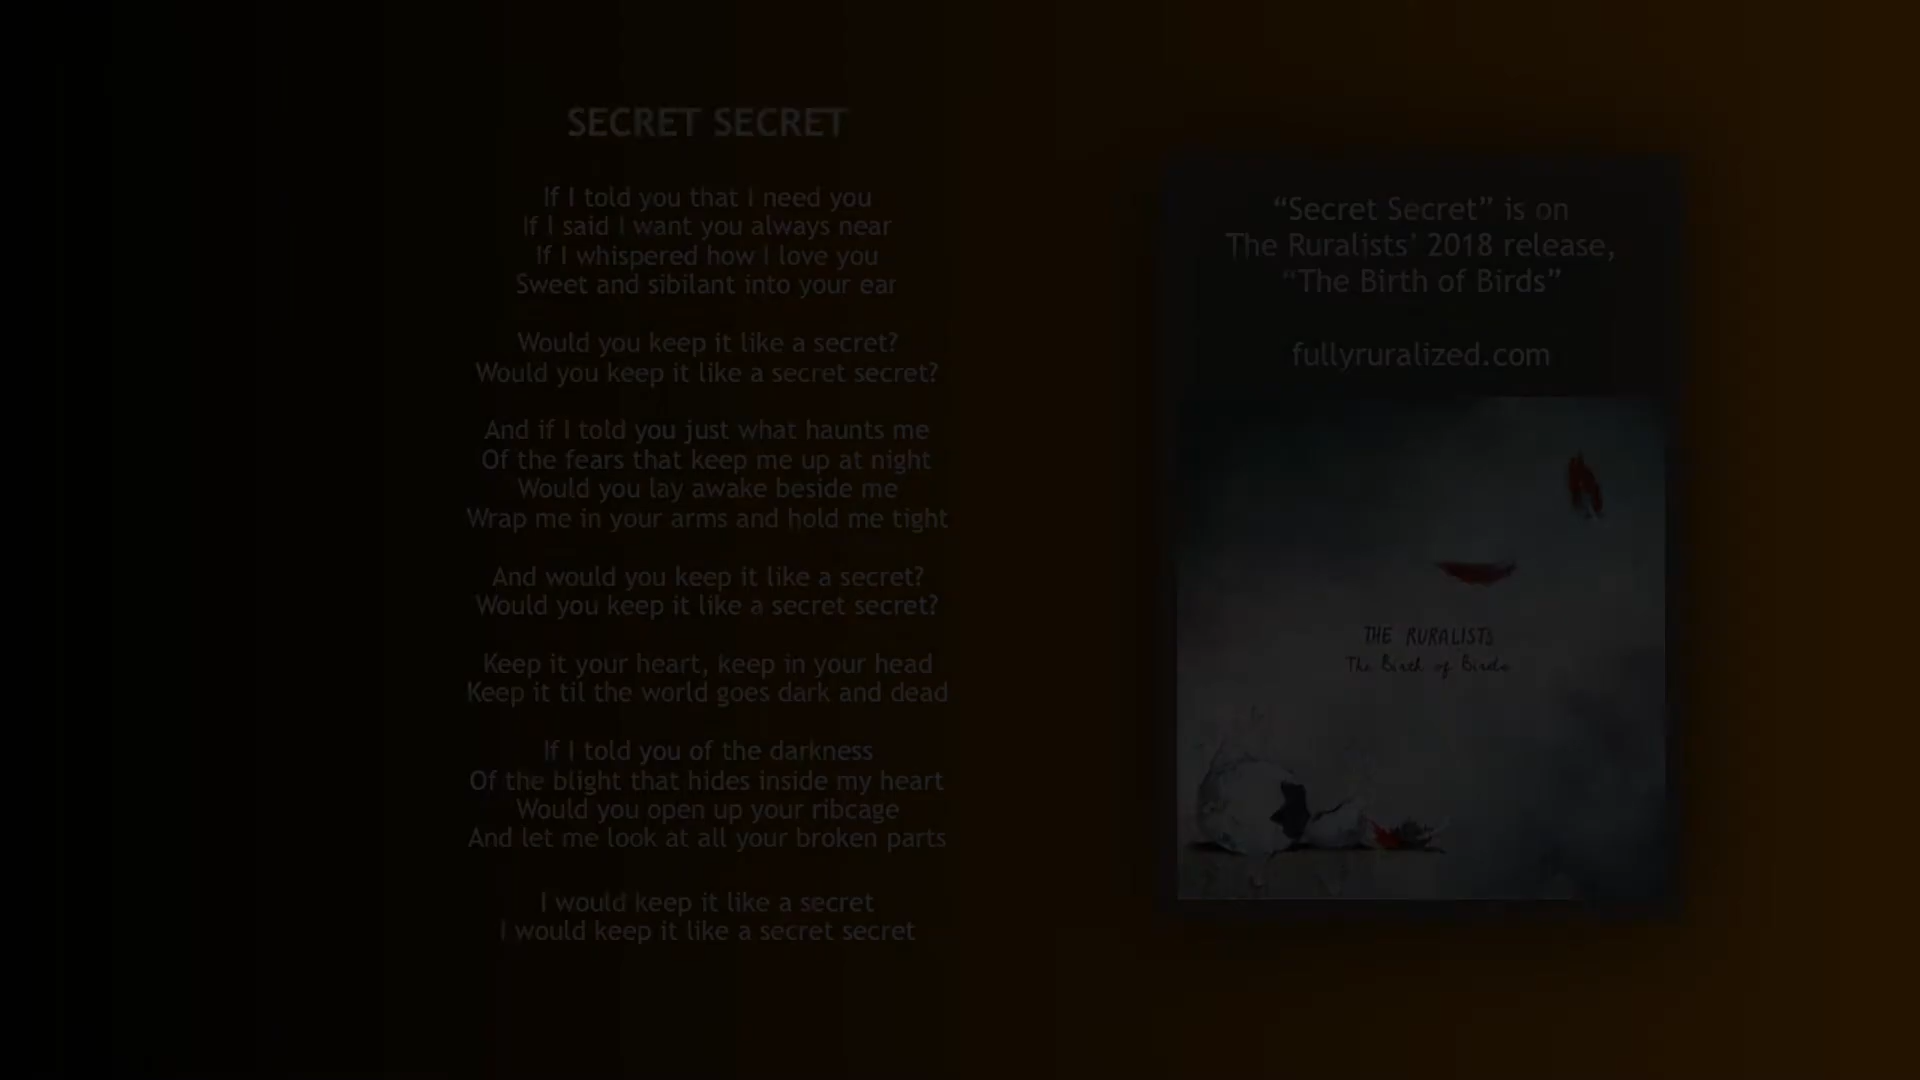 SECRET SECRET
If I told you that I need you
If I said I want you always near
If I whispered how I love you
Sweet and sibilant into your ear
Would you keep it like a secret?
Would you keep it like a secret secret?
And if I told you just what haunts me
Of the fears that keep me up at night
Would you lay awake beside me
Wrap me in your arms and hold me tight
And would you keep it like a secret?
Would you keep it like a secret secret?
Keep it your heart, keep in your head
Keep it til the world goes dark and dead
If I told you of the darkness
Of the blight that hides inside my heart
Would you open up your ribcage
And let me look at all your broken parts
I would keep it like a secret
I would keep it like a secret secret
“Secret Secret” is on
The Ruralists’ 2018 release,
“The Birth of Birds”
fullyruralized.com
THE RURALISTS
The Birth of Birds